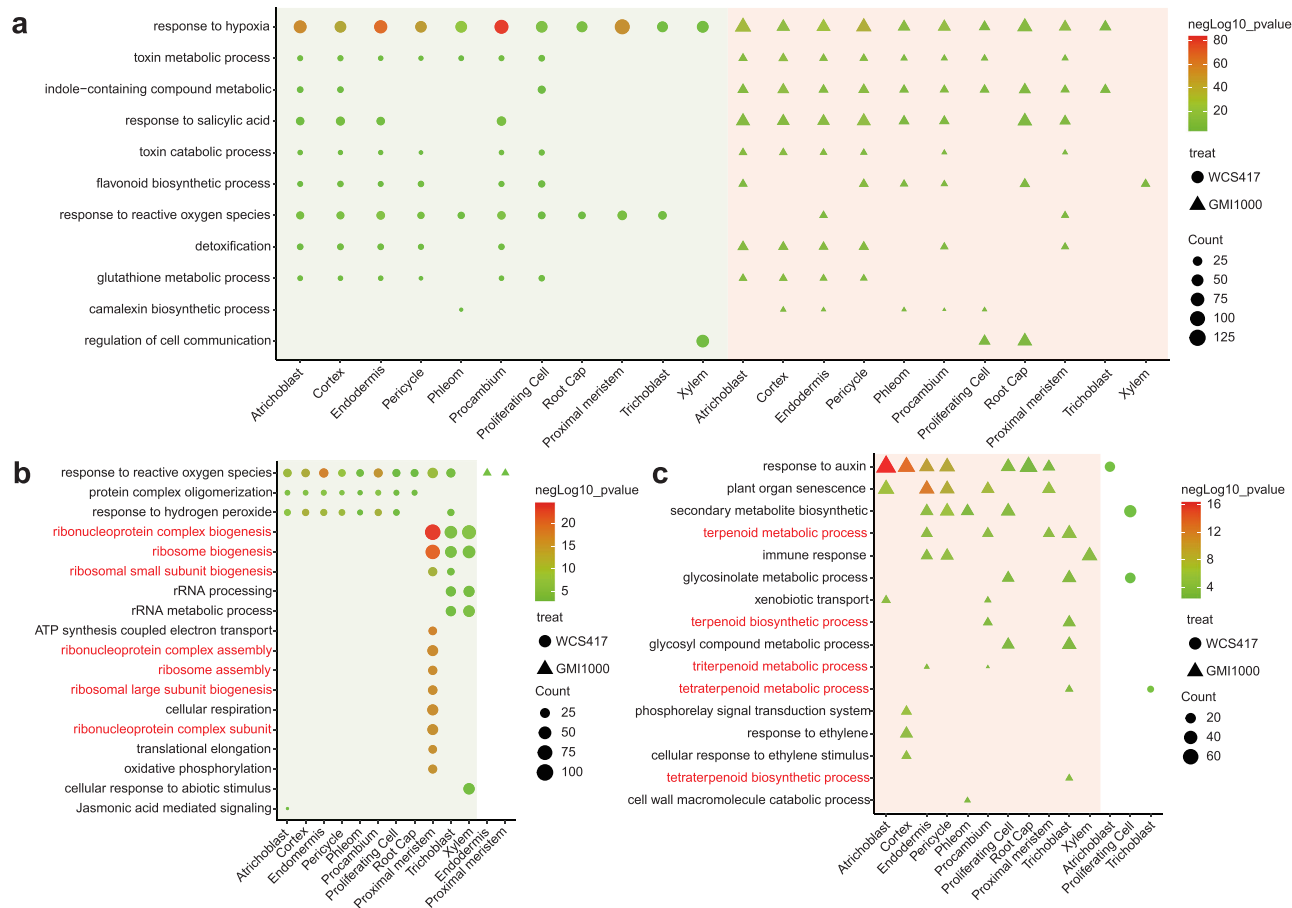 a
response to hypoxia
toxin metabolic process
indole−containing compound metabolic
response to salicylic acid
toxin catabolic process
flavonoid biosynthetic process
response to reactive oxygen species
detoxification
glutathione metabolic process
camalexin biosynthetic process
regulation of cell communication
Atrichoblast
Cortex
Endodermis
Pericycle
Phleom
Procambium
Proliferating Cell
Root Cap
Proximal meristem
Trichoblast
Xylem
Atrichoblast
Cortex
Endodermis
Pericycle
Phleom
Procambium
Proliferating Cell
Root Cap
Proximal meristem
Trichoblast
Xylem
negLog10_pvalue
80
60
40
20
treat
WCS417
GMI1000
Count
25
50
75
100
125
b
response to reactive oxygen species
protein complex oligomerization
response to hydrogen peroxide
ribonucleoprotein complex biogenesis
ribosome biogenesis
ribosomal small subunit biogenesis
rRNA processing
rRNA metabolic process
ATP synthesis coupled electron transport
ribonucleoprotein complex assembly
ribosome assembly
ribosomal large subunit biogenesis
cellular respiration
ribonucleoprotein complex subunit
translational elongation
oxidative phosphorylation
cellular response to abiotic stimulus
Jasmonic acid mediated signaling
Atrichoblast
Cortex
Endomermis
Pericycle
Phleom
Procambium
Proliferating Cell
Root Cap
Proximal meristem
Trichoblast
Xylem
Endodermis
Proximal meristem
negLog10_pvalue
20
15
10
5
treat
WCS417
GMI1000
Count
25
50
75
100
c
response to auxin
plant organ senescence
secondary metabolite biosynthetic
terpenoid metabolic process
immune response
glycosinolate metabolic process
xenobiotic transport
terpenoid biosynthetic process
glycosyl compound metabolic process
triterpenoid metabolic process
tetraterpenoid metabolic process
phosphorelay signal transduction system
response to ethylene
cellular response to ethylene stimulus
tetraterpenoid biosynthetic process
cell wall macromolecule catabolic process
Atrichoblast
Cortex
Endodermis
Pericycle
Phleom
Procambium
Proliferating Cell
Root Cap
Proximal meristem
Trichoblast
Xylem
Atrichoblast
Proliferating Cell
Trichoblast
negLog10_pvalue
16
12
8
4
treat
WCS417
GMI1000
Count
20
40
60